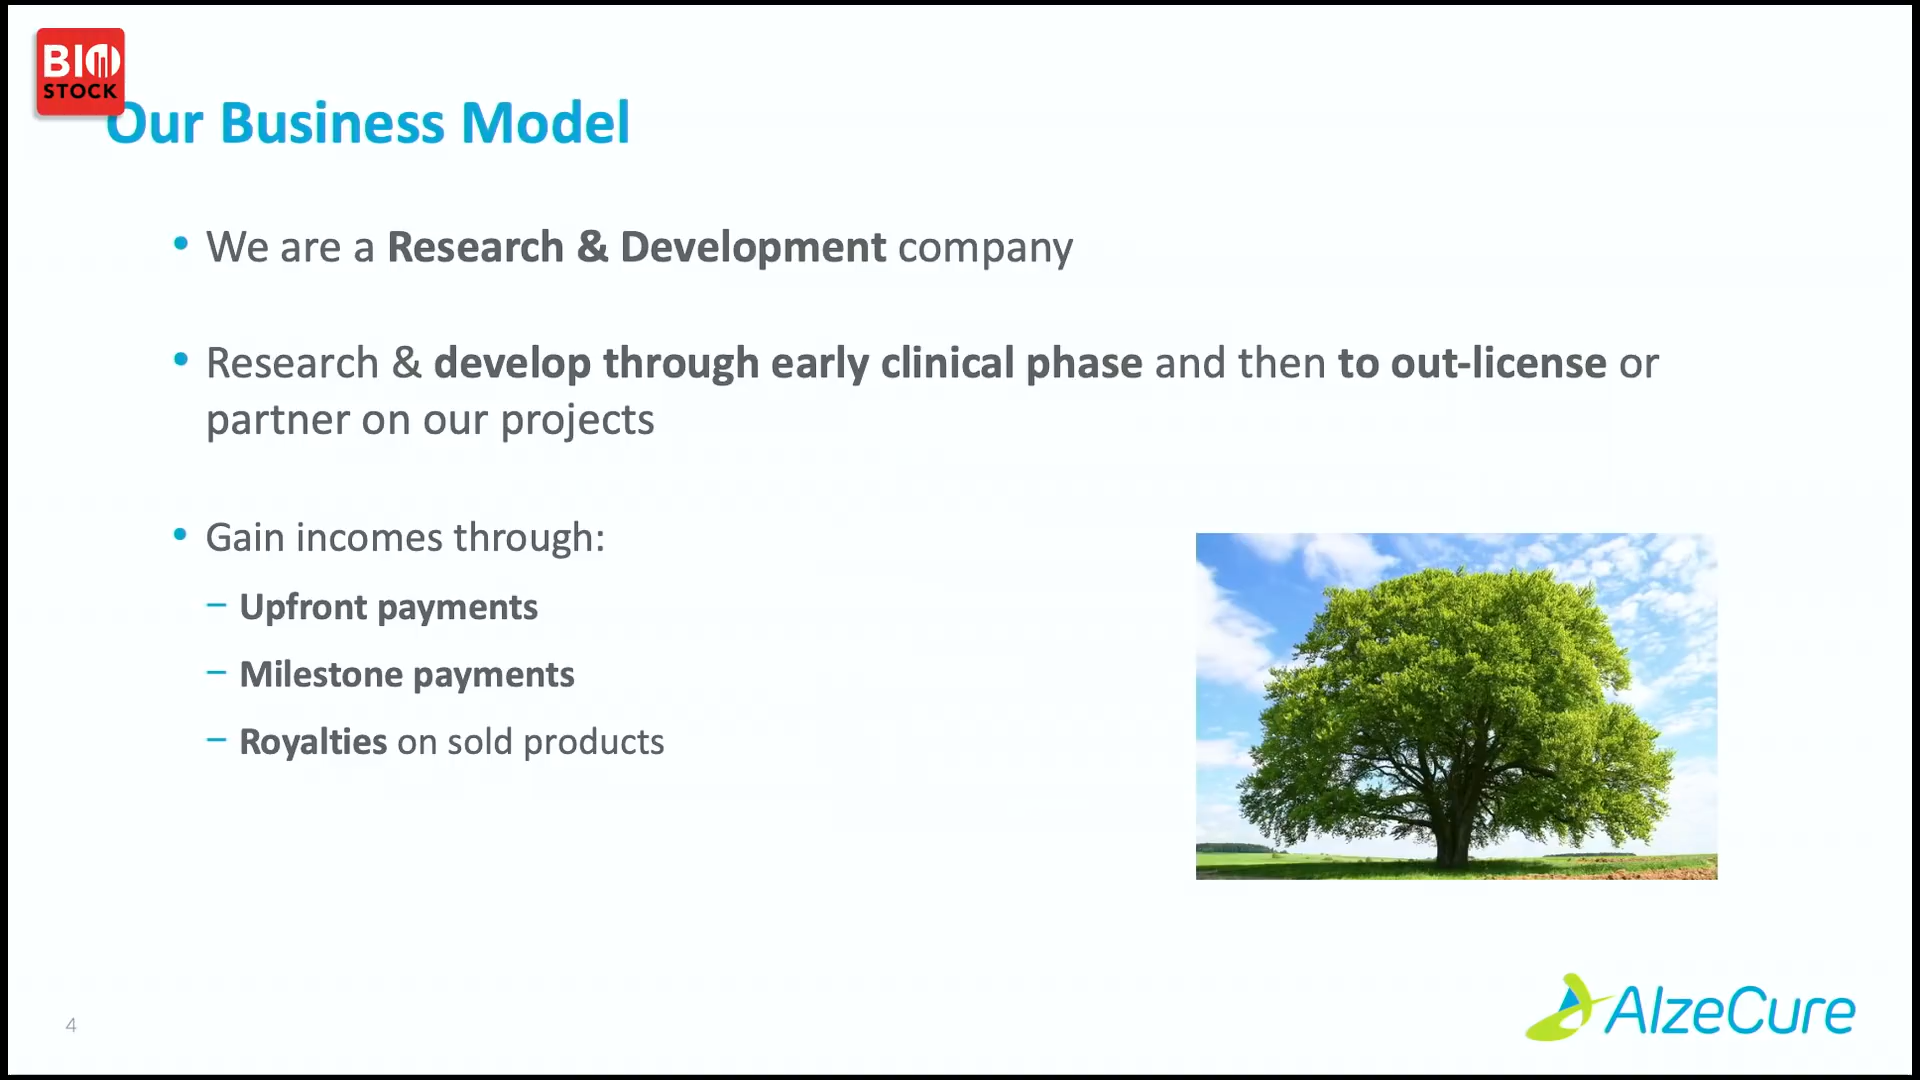 BIO
STOCK
Our Business Model
• We are a Research & Development company
• Research & develop through early clinical phase and then to out-license or
partner on our projects
• Gain incomes through:
– Upfront payments
– Milestone payments
– Royalties on sold products
4
AlzeCure